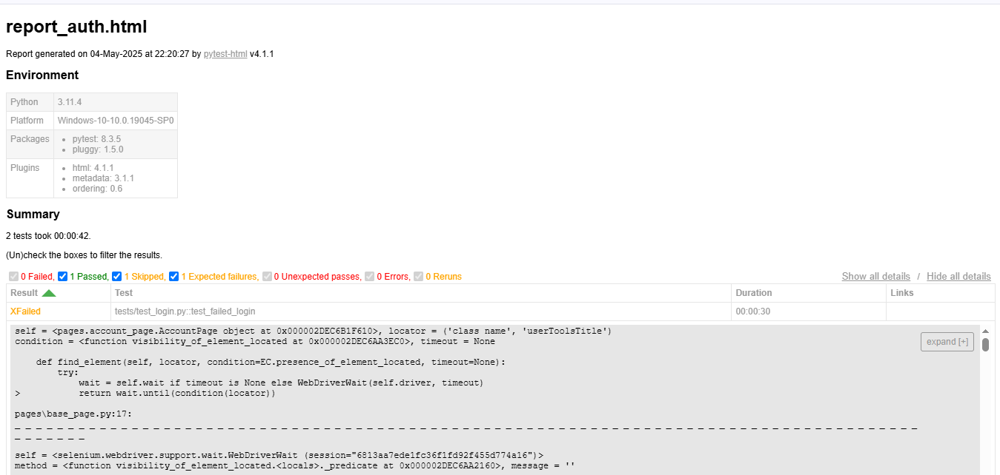 report_auth.html
Report generated on 04-May-2025 at 22:20:27 by pytest-html v4.1.1
Environment
Python 3.11.4
Platform Windows-10-10.0.19045-SP0
Packages • pytest: 8.3.5
• pluggy: 1.5.0
Plugins • html: 4.1.1
• metadata: 3.1.1
• ordering: 0.6
Summary
2 tests took 00:00:42.
(Un)check the boxes to filter the results.
0 Failed, 1 Passed, 1 Skipped, 1 Expected failures, 0 Unexpected passes, 0 Errors, 0 Reruns Show all details / Hide all details
Result Test Duration Links
XFailed tests/test_login.py::test_failed_login 00:00:30
self = <pages.account_page.AccountPage object at 0x000002DEC6B1F610>, locator = ('class name', 'userToolsTitle')
condition = <function visibility_of_element_located at 0x000002DEC6AA3EC0>, timeout = None
expand [+]
def find_element(self, locator, condition=EC.presence_of_element_located, timeout=None):
try:
wait = self.wait if timeout is None else WebDriverWait(self.driver, timeout)
> return wait.until(condition(locator))
pages\base_page.py:17:
_ _ _ _ _ _ _ _ _ _ _ _ _ _ _ _ _ _ _ _ _ _ _ _ _ _ _ _ _ _ _ _ _ _ _ _ _ _ _ _ _ _ _ _ _ _ _ _ _ _ _ _ _ _ _ _ _ _ _ _ _ _ _ _ _ _ _ _ _ _ _ _ _ _ _ _ _ _ _ _ _ _ _ _ _ _
_ _ _ _ _ _ _
self = <selenium.webdriver.support.wait.WebDriverWait (session="6813aa7ede1fc36f1fd92f455d774a16")>
method = <function visibility_of_element_located.<locals>._predicate at 0x000002DEC6AA2160>, message = ''